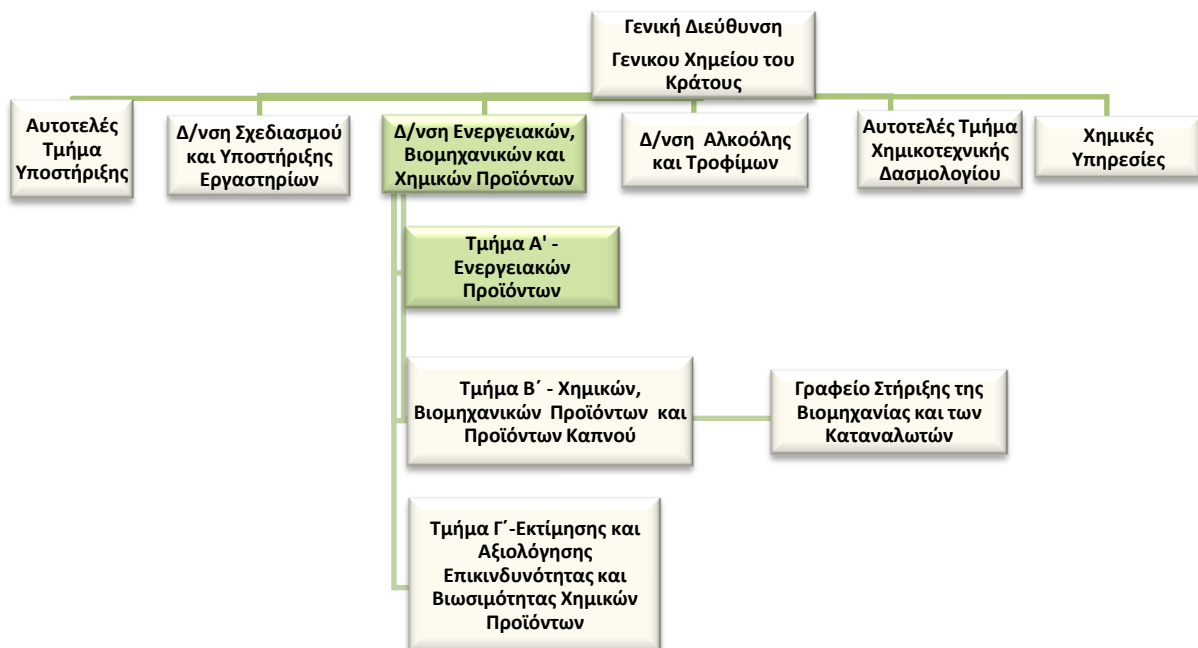 Γενική Διεύθυνση
Γενικου Χημείου του
Κράτους
Αυτοτελές
Τμήμα
Υποστήριξης
Δ/νση Σχεδιασμού
και Υποστήριξης
Εργαστηρίων
Δ/νση Ενεργειακών,
Βιομηχανικών και
Χημικών Προϊόντων
Δ/νση Αλκοόλης
και Τροφίμων
Αυτοτελές Τμήμα
Χημικοτεχνικής
Δασμολογίου
Χημικές
Υπηρεσίες
Τμήμα Α' -
Ενεργειακών
Προϊόντων
Τμήμα Β΄ - Χημικών,
Βιομηχανικών Προϊόντων και
Προϊόντων Καπνού
Γραφείο Στήριξης της
Βιομηχανίας και των
Καταναλωτών
Τμήμα Γ΄-Εκτίμησης και
Αξιολόγησης
Επικινδυνότητας και
Βιωσιμότητας Χημικών
Προϊόντων